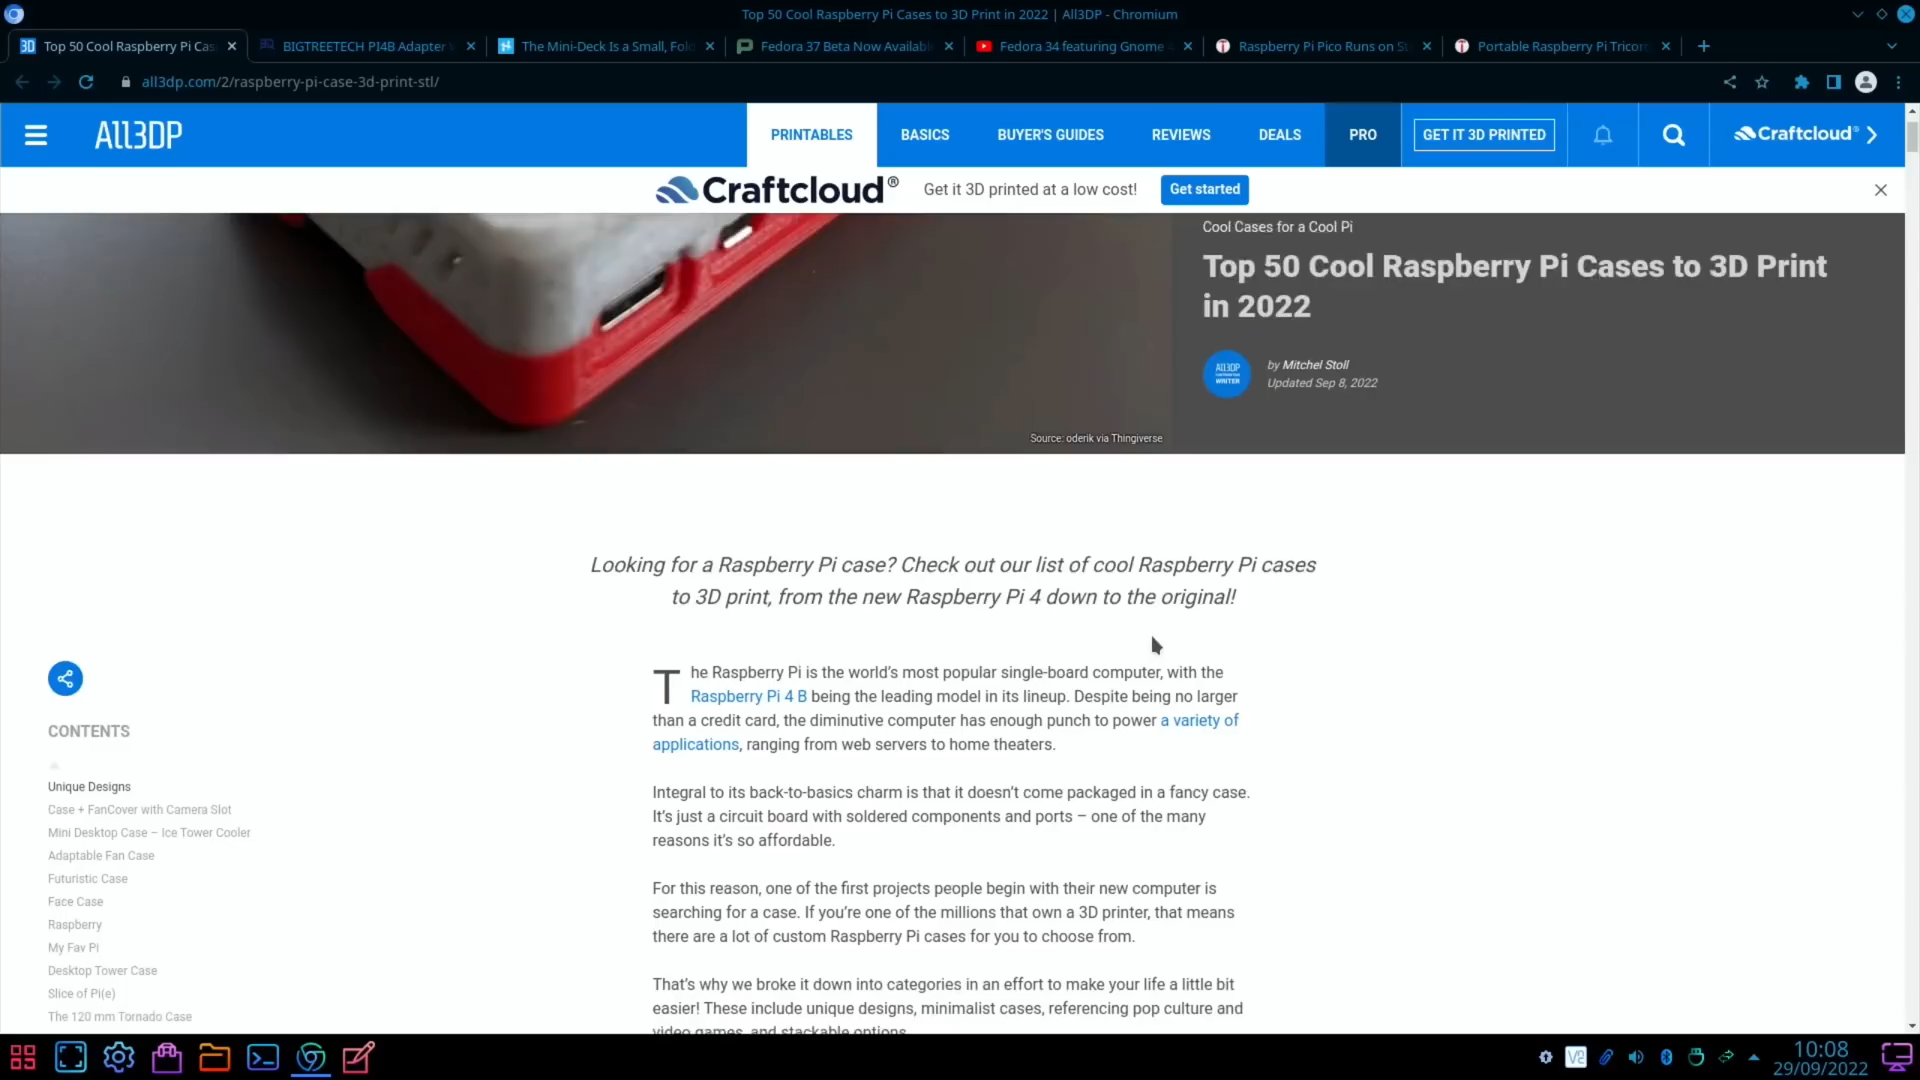 Top 50 Cool Raspberry Pi Cases to 3D Print in 2022 | All3DP - Chromium
3D Top 50 Cool Raspberry Pi Cas
BIGTREETECH PI4B Adapter
The Mini-Deck Is a Small, Fol
Fedora 37 Beta Now Availab
Fedora 34 featuring Gnome
Raspberry Pi Pico Runs on S
Portable Raspberry Pi Tricor
all3dp.com/2/raspberry-pi-case-3d-print-stl/
All3DP
PRINTABLES
BASICS
BUYER'S GUIDES
REVIEWS
DEALS
PRO
GET IT 3D PRINTED
Craftcloud®
Craftcloud®
Get it 3D printed at a low cost!
Get started
Cool Cases for a Cool Pi
Top 50 Cool Raspberry Pi Cases to 3D Print
in 2022
All3DP
WRITER
by Mitchel Stoll
Updated Sep 8, 2022
Source: oderik via Thingiverse
Looking for a Raspberry Pi case? Check out our list of cool Raspberry Pi cases
to 3D print, from the new Raspberry Pi 4 down to the original!
The Raspberry Pi is the world's most popular single-board computer, with the
Raspberry Pi 4 B being the leading model in its lineup. Despite being no larger
than a credit card, the diminutive computer has enough punch to power a variety of
applications, ranging from web servers to home theaters.
Integral to its back-to-basics charm is that it doesn't come packaged in a fancy case.
It's just a circuit board with soldered components and ports – one of the many
reasons it's so affordable.
For this reason, one of the first projects people begin with their new computer is
searching for a case. If you're one of the millions that own a 3D printer, that means
there are a lot of custom Raspberry Pi cases for you to choose from.
That's why we broke it down into categories in an effort to make your life a little bit
easier! These include unique designs, minimalist cases, referencing pop culture and
video games, and stackable options.
CONTENTS
Unique Designs
Case + FanCover with Camera Slot
Mini Desktop Case – Ice Tower Cooler
Adaptable Fan Case
Futuristic Case
Face Case
Raspberry
My Fav Pi
Desktop Tower Case
Slice of Pi(e)
The 120 mm Tornado Case
10:08
29/09/2022